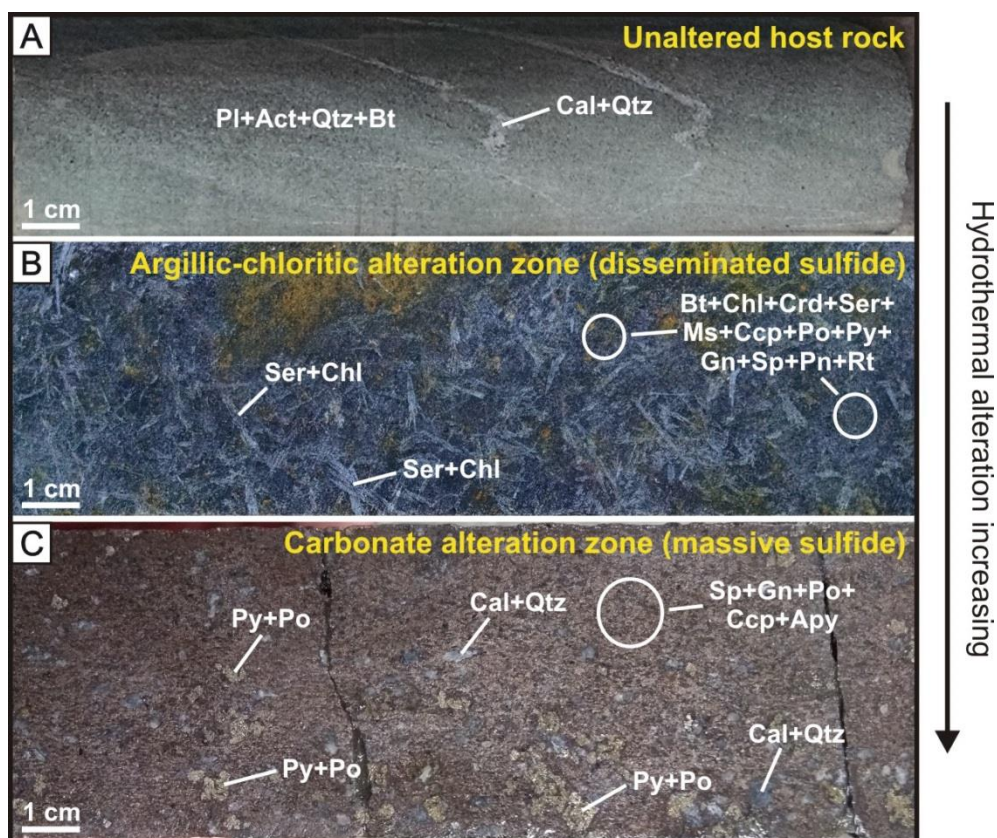 A
Unaltered host rock
Pl+Act+Qtz+Bt
Cal+Qtz
1 cm
B
Argillic-chloritic alteration zone (disseminated sulfide)
Bt+Chl+Crd+Ser+
Ms+Ccp+Po+Py+
Gn+Sp+Pn+Rt
Ser+Chl
Ser+Chl
1 cm
C
Carbonate alteration zone (massive sulfide)
Py+Po
Cal+Qtz
Sp+Gn+Po+
Ccp+Apy
Cal+Qtz
Py+Po
Py+Po
1 cm
Hydrothermal alteration increasing